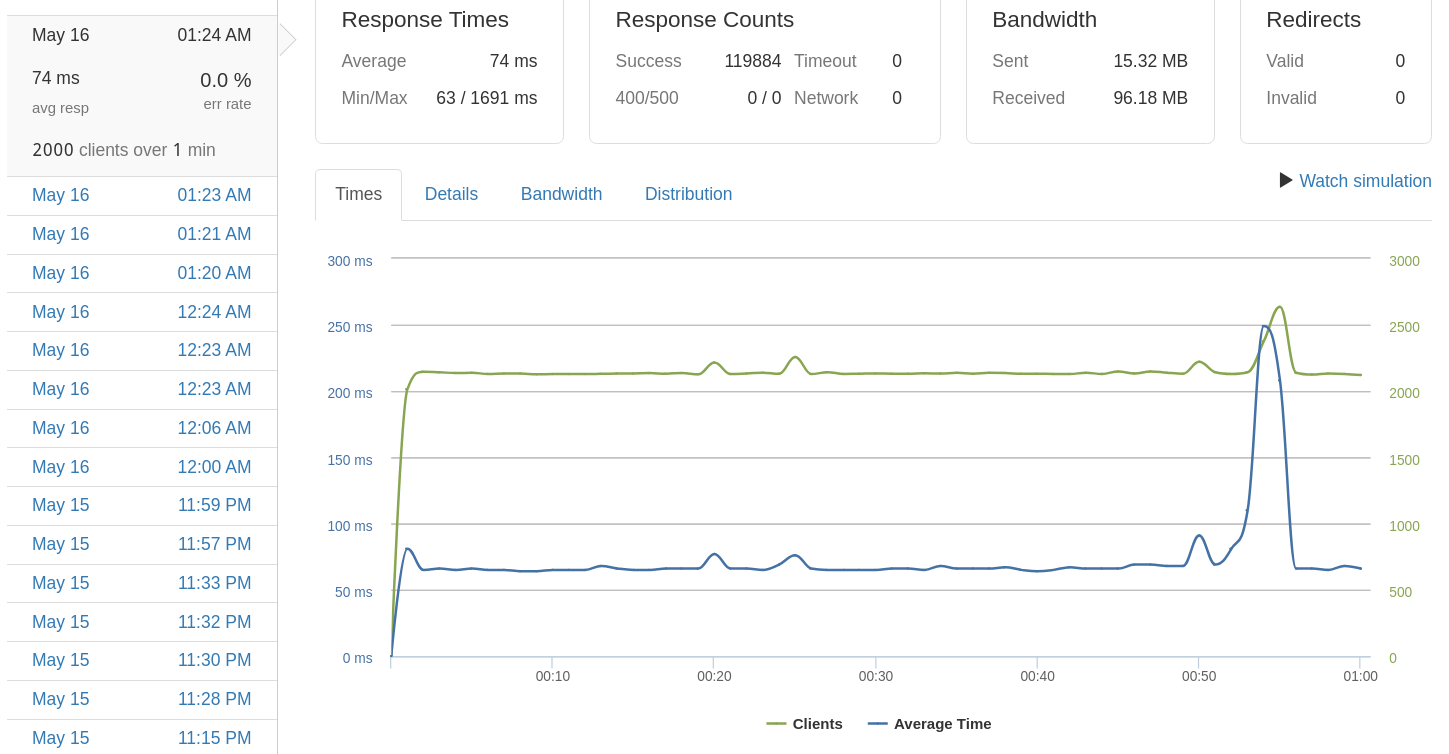 May 16 01:24 AM
74 ms 0.0 %
avg resp err rate
2000 clients over 1 min
May 16 01:23 AM
May 16 01:21 AM
May 16 01:20 AM
May 16 12:24 AM
May 16 12:23 AM
May 16 12:23 AM
May 16 12:06 AM
May 16 12:00 AM
May 15 11:59 PM
May 15 11:57 PM
May 15 11:33 PM
May 15 11:32 PM
May 15 11:30 PM
May 15 11:28 PM
May 15 11:15 PM
Response Times
Average 74 ms
Min/Max 63 / 1691 ms
Response Counts
Success 119884 Timeout 0
400/500 0 / 0 Network 0
Bandwidth
Sent 15.32 MB
Received 96.18 MB
Redirects
Valid 0
Invalid 0
Times Details Bandwidth Distribution
Watch simulation
300 ms 3000
250 ms 2500
200 ms 2000
150 ms 1500
100 ms 1000
50 ms 500
0 ms 0
00:10 00:20 00:30 00:40 00:50 01:00
Clients Average Time